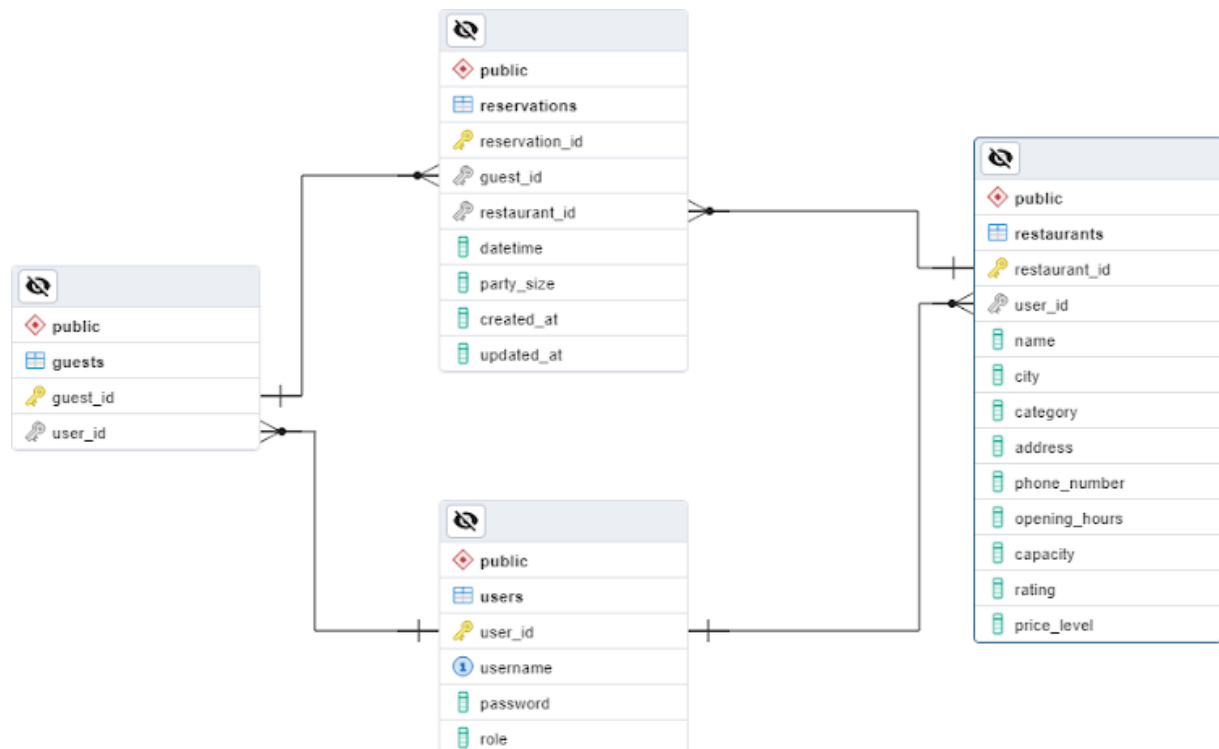 public
reservations
reservation_id
guest_id
restaurant_id
datetime
party_size
created_at
updated_at
public
restaurants
restaurant_id
user_id
name
city
category
address
phone_number
opening_hours
capacity
rating
price_level
public
guests
guest_id
user_id
public
users
user_id
1
username
password
role